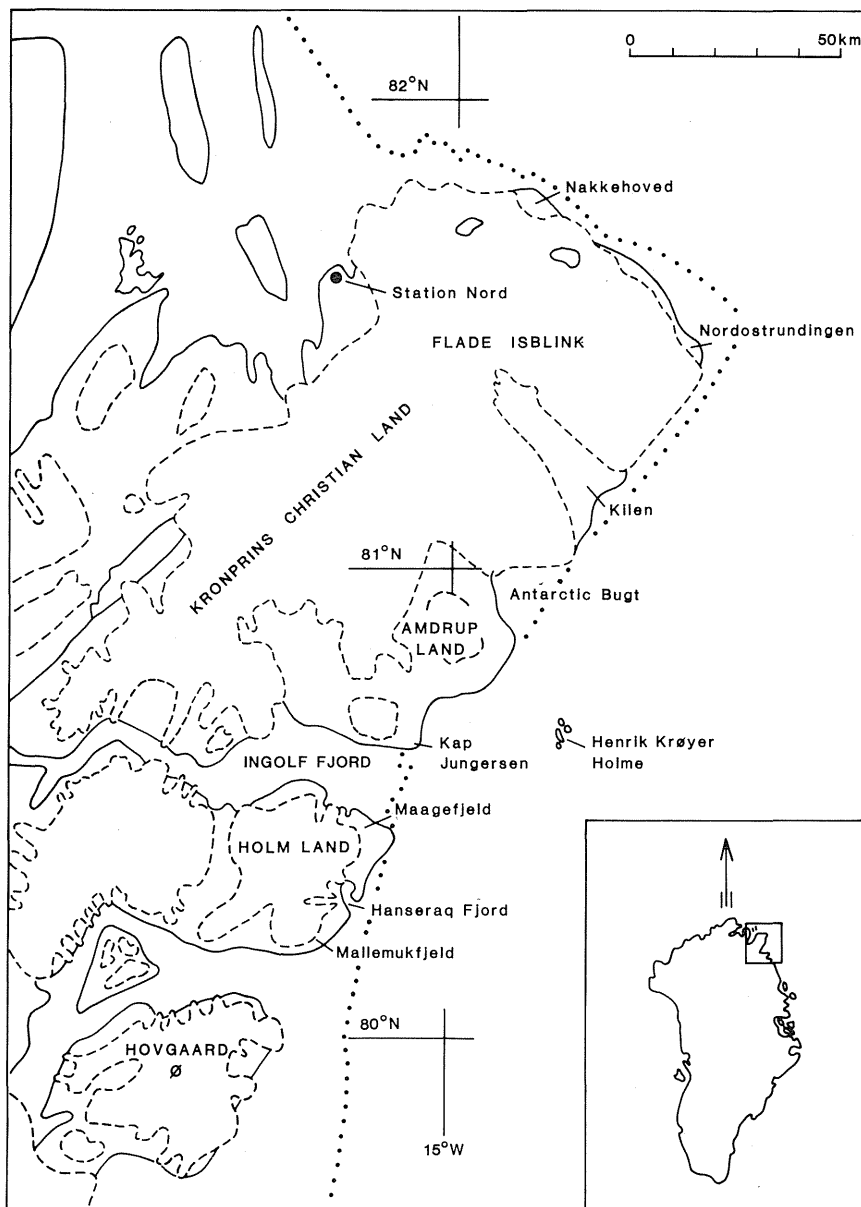 0 50km
82°N
Nakkehoved
Station Nord
FLADE ISBLINK
Nordostrundingen
KRONPRINS CHRISTIAN LAND
Kilen
81°N
Antarctic Bugt
AMDRUP
LAND
Kap
Jungersen
Henrik Krøyer
Holme
INGOLF FJORD
Maagefjeld
HOLM LAND
Hanseraq Fjord
Mallemukfjeld
80°N
HOVGAARD
Ø
15°W